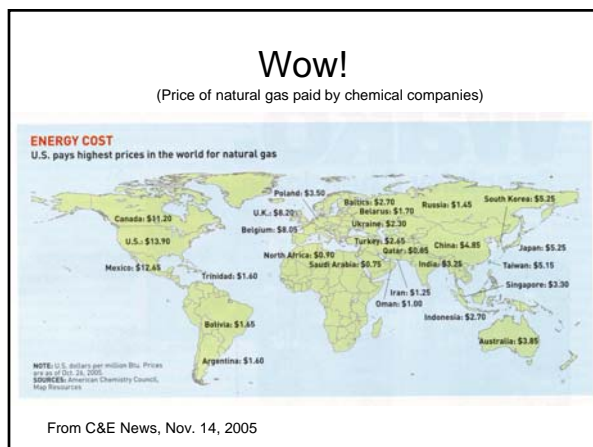 Wow!
(Price of natural gas paid by chemical companies)
ENERGY COST
U.S. pays highest prices in the world for natural gas
Poland: $3.50
Baltics: $2.70
South Korea: $5.25
Canada: $11.20
U.K.: $8.20
Belarus: $1.70
Russia: $1.45
Belgium: $8.05
Ukraine: $2.30
U.S.: $13.90
Turkey: $2.65
China: $4.85
Japan: $5.25
North Africa: $0.90
Qatar: $0.85
Mexico: $12.65
Saudi Arabia: $0.75
India: $3.25
Taiwan: $5.15
Trinidad: $1.60
Iran: $1.25
Singapore: $3.30
Oman: $1.00
Indonesia: $2.70
Bolivia: $1.65
Australia: $3.85
Argentina: $1.60
NOTE: U.S. dollars per million Btu. Prices
are as of Oct. 26, 2005.
SOURCES: American Chemistry Council,
Map Resources
From C&E News, Nov. 14, 2005